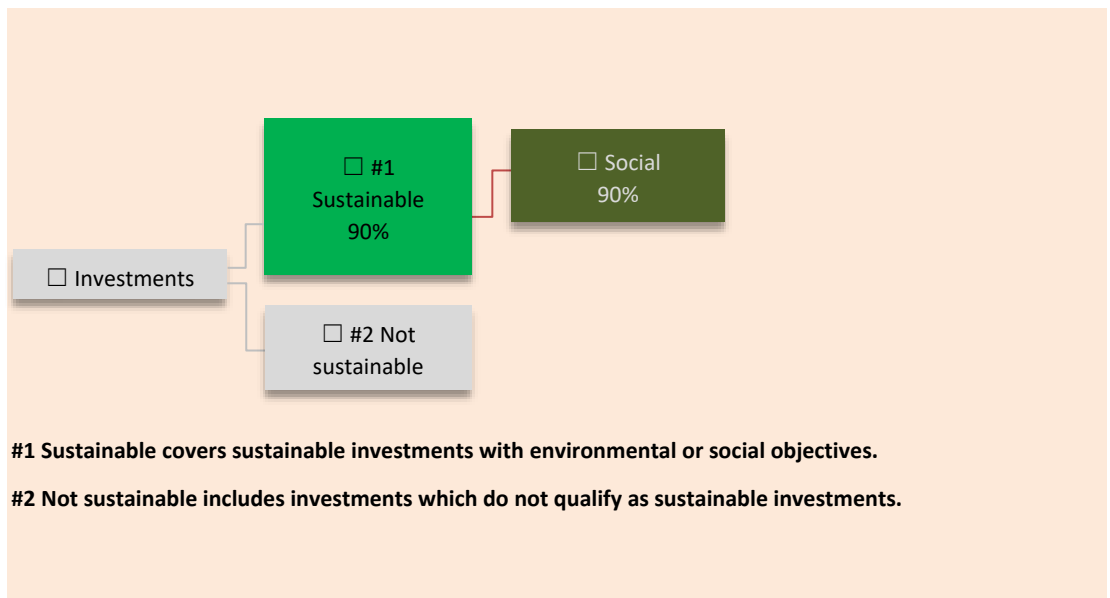 ☐ #1
Sustainable
90%
☐ Social
90%
☐ Investments
☐ #2 Not
sustainable
#1 Sustainable covers sustainable investments with environmental or social objectives.
#2 Not sustainable includes investments which do not qualify as sustainable investments.